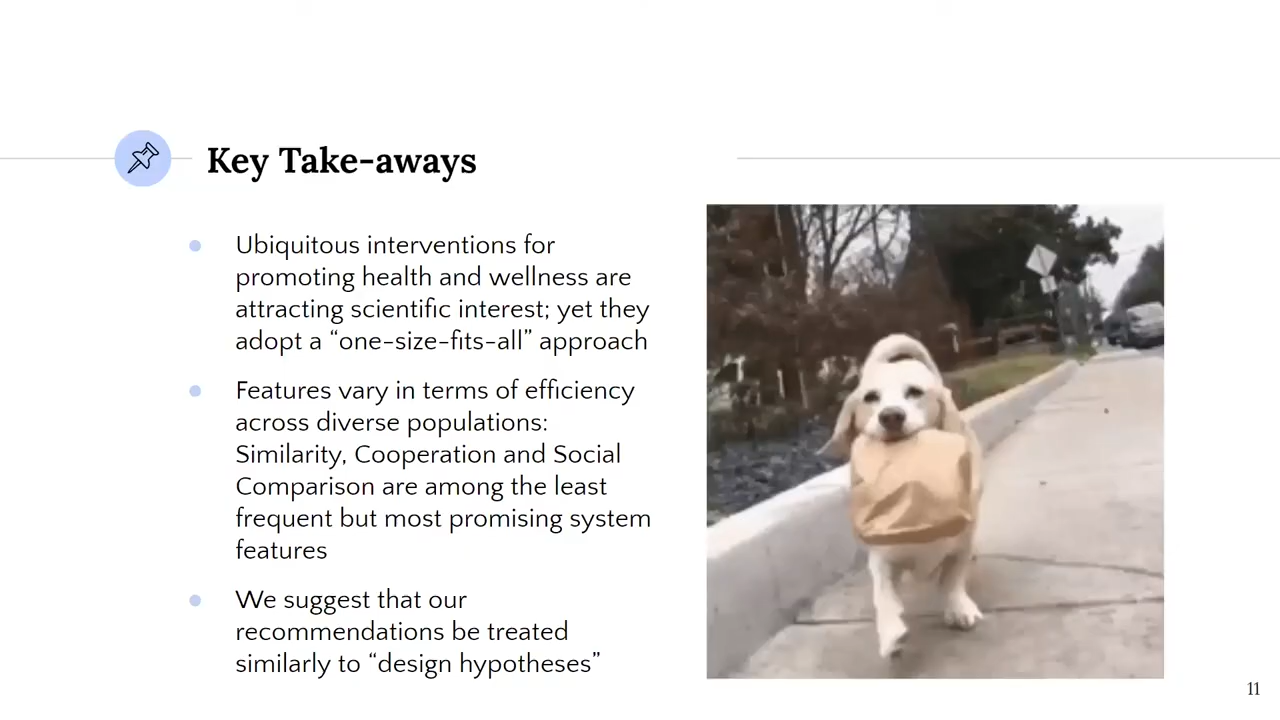 Key Take-aways
Ubiquitous interventions for
promoting health and wellness are
attracting scientific interest; yet they
adopt a “one-size-fits-all” approach
Features vary in terms of efficiency
across diverse populations:
Similarity, Cooperation and Social
Comparison are among the least
frequent but most promising system
features
We suggest that our
recommendations be treated
similarly to “design hypotheses”
11